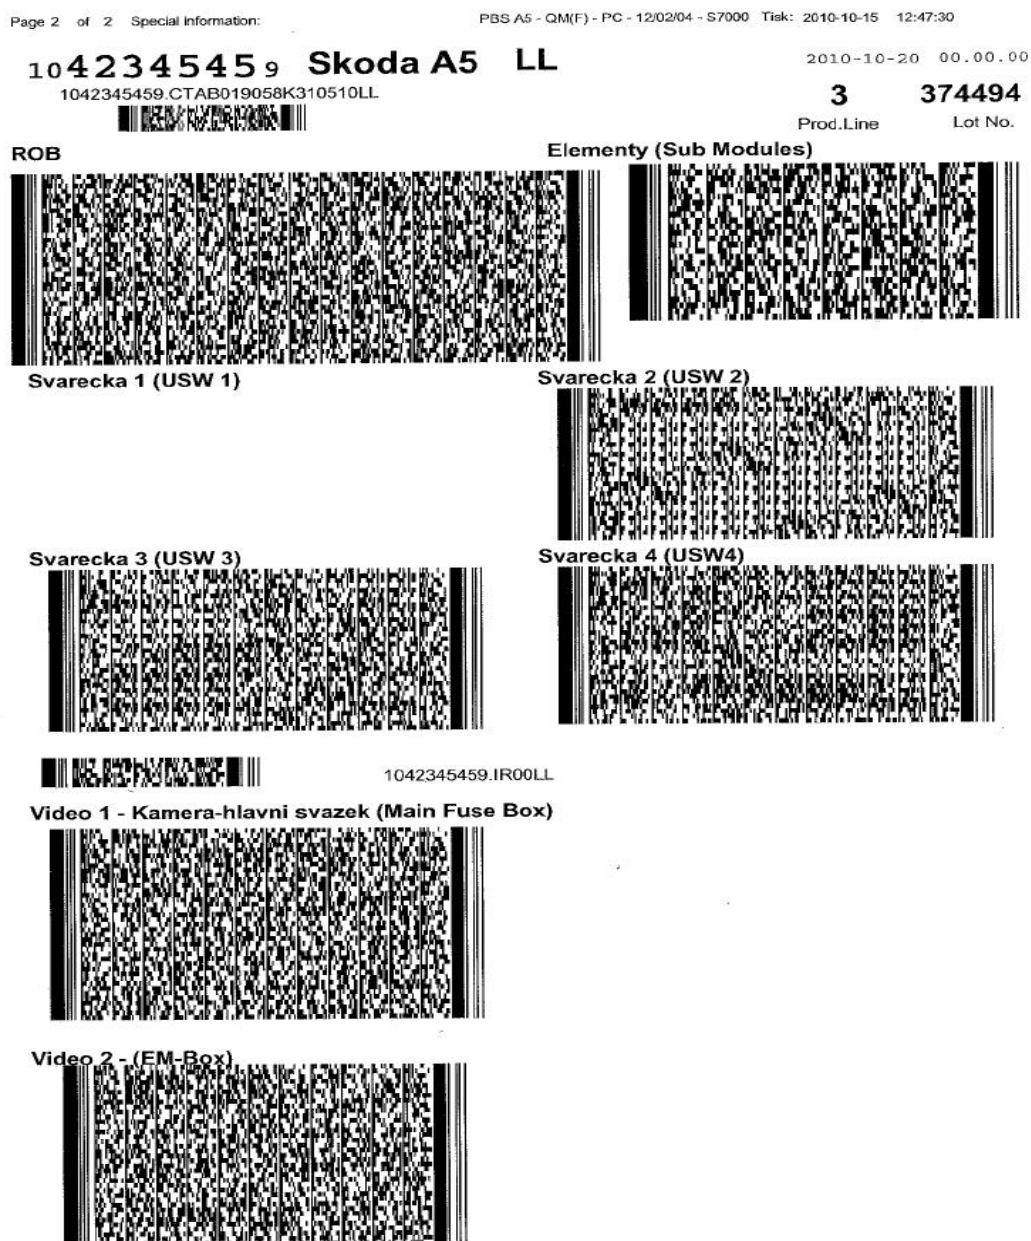 Page 2 of 2 Special information: PBS A5 - QM(F) - PC - 12/02/04 - S7000 Tisk: 2010-10-15 12:47:30
1042345459 Skoda A5 LL 2010-10-20 00.00.00
1042345459.CTAB019058K310510LL 3 374494
Prod.Line Lot No.
ROB Elementy (Sub Modules)
Svarecka 1 (USW 1) Svarecka 2 (USW 2)
Svarecka 3 (USW 3) Svarecka 4 (USW4)
1042345459.IR00LL
Video 1 - Kamera-hlavni svazek (Main Fuse Box)
Video 2 - (EM-Box)